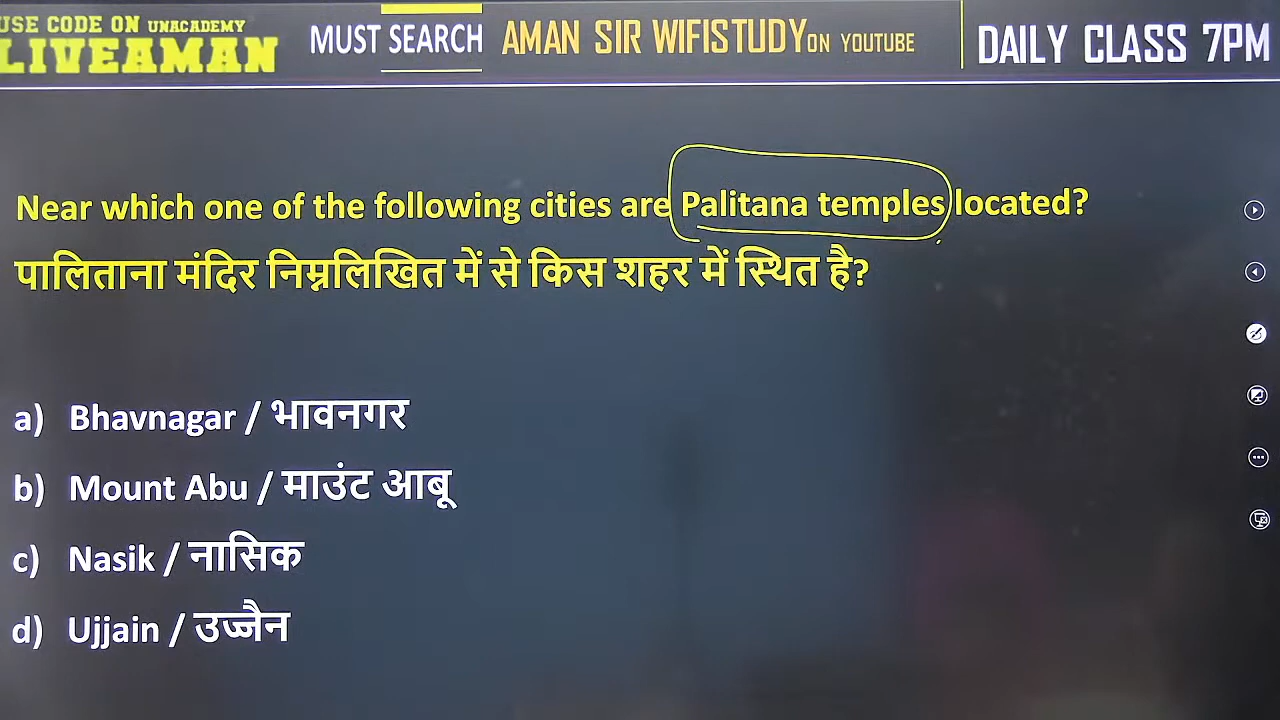 USE CODE ON UNACADEMY
LIVEAMAN
MUST SEARCH
AMAN SIR WIFISTUDY ON YOUTUBE
DAILY CLASS 7PM
Near which one of the following cities are Palitana temples located?
पालिताना मंदिर निम्नलिखित में से किस शहर में स्थित है?
a) Bhavnagar / भावनगर
b) Mount Abu / माउंट आबू
c) Nasik / नासिक
d) Ujjain / उज्जैन